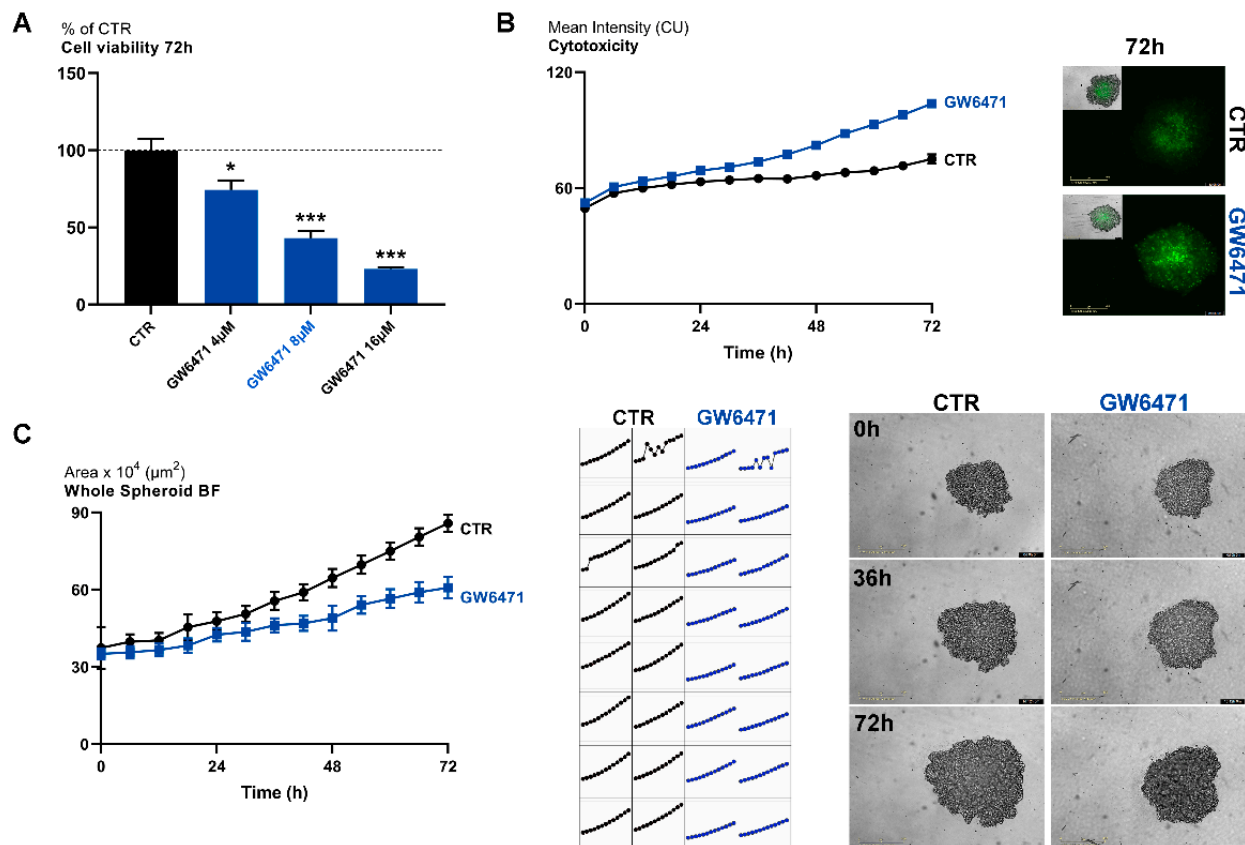 A
% of CTR
Cell viability 72h
150
100
50
0
*
***
***
CTR
GW6471 4µM
GW6471 8µM
GW6471 16µM
B
Mean Intensity (CU)
Cytotoxicity
120
60
0
GW6471
CTR
0
24
48
72
Time (h)
72h
CTR
GW6471
C
Area x 10⁴ (µm²)
Whole Spheroid BF
90
60
30
0
CTR
GW6471
0
24
48
72
Time (h)
CTR
GW6471
CTR
GW6471
0h
36h
72h